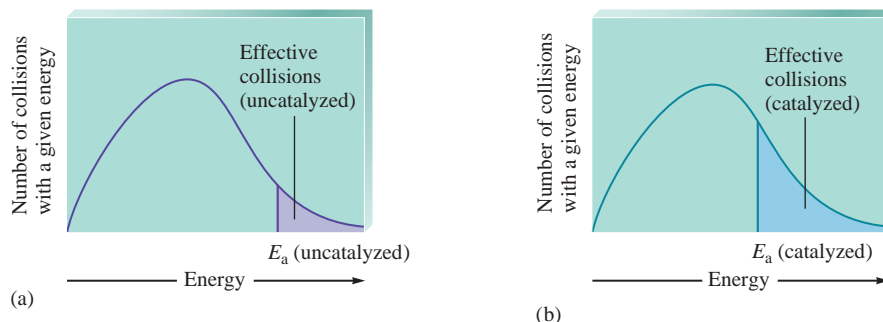 Number of collisions
with a given energy
Effective
collisions
(uncatalyzed)
Ea (uncatalyzed)
Energy
(a)
Number of collisions
with a given energy
Effective
collisions
(catalyzed)
Ea (catalyzed)
Energy
(b)